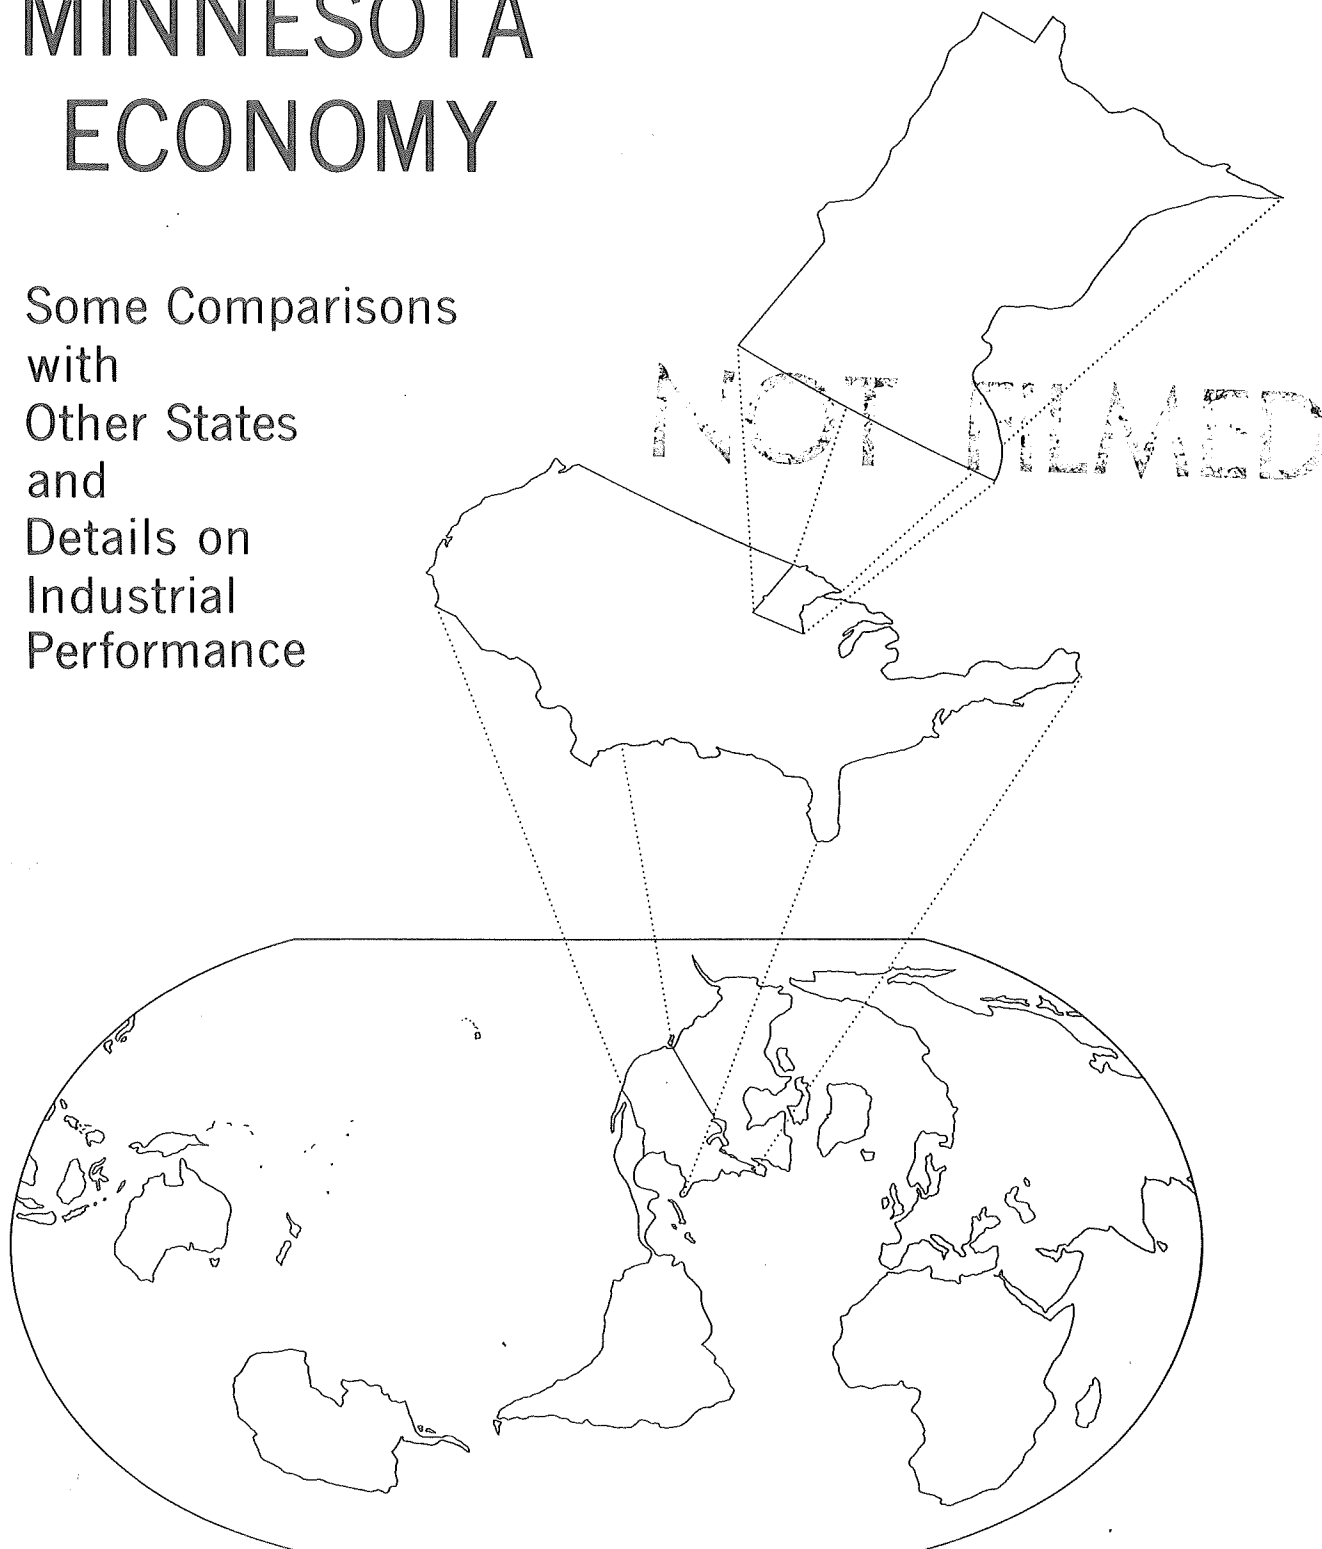 MINNESOTA
ECONOMY
Some Comparisons
with
Other States
and
Details on
Industrial
Performance
NOT FILMED